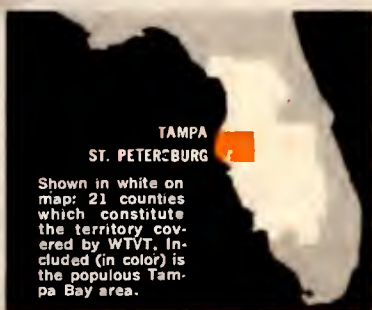 TAMPA
ST. PETERSBURG
Shown in white on
map: 21 counties
which constitute
the territory cov-
ered by WTVT. In-
cluded (in color) is
the populous Tam-
pa Bay area.